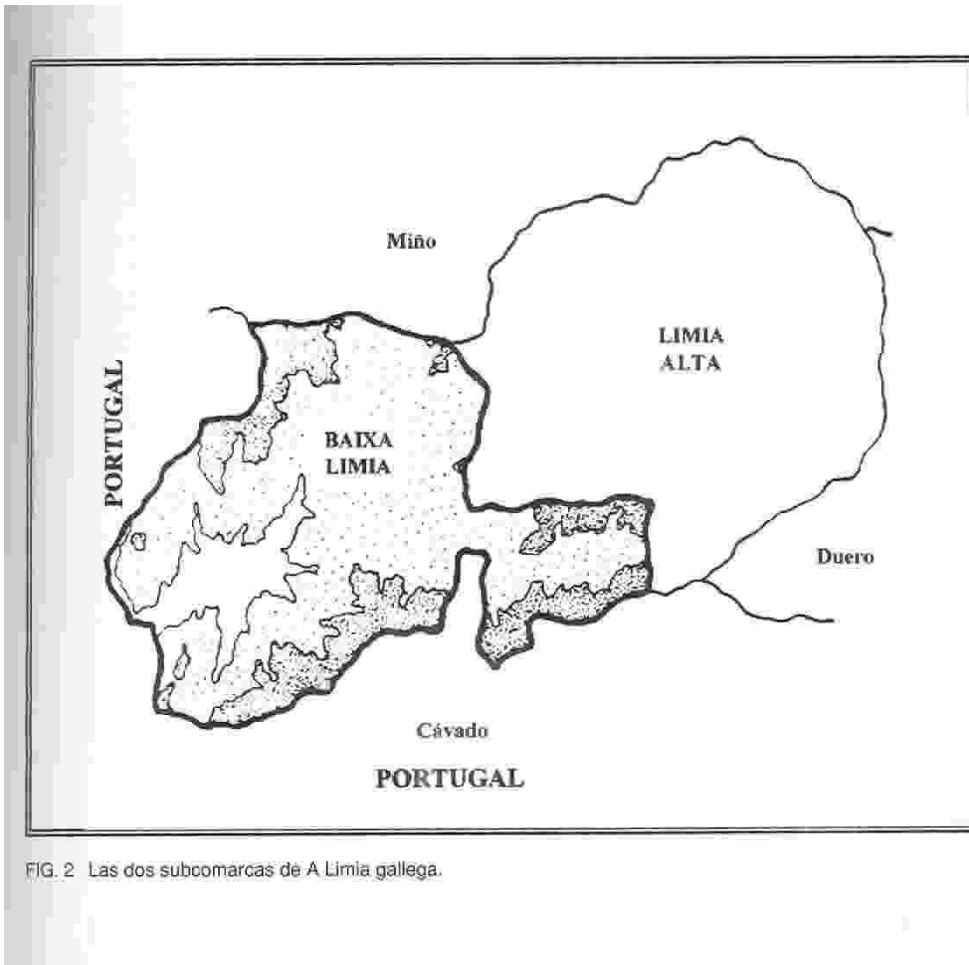 Miño
LIMIA
ALTA
PORTUGAL
BAIXA
LIMIA
Duero
Cávado
PORTUGAL
FIG. 2 Las dos subcomarcas de A Limia gallega.